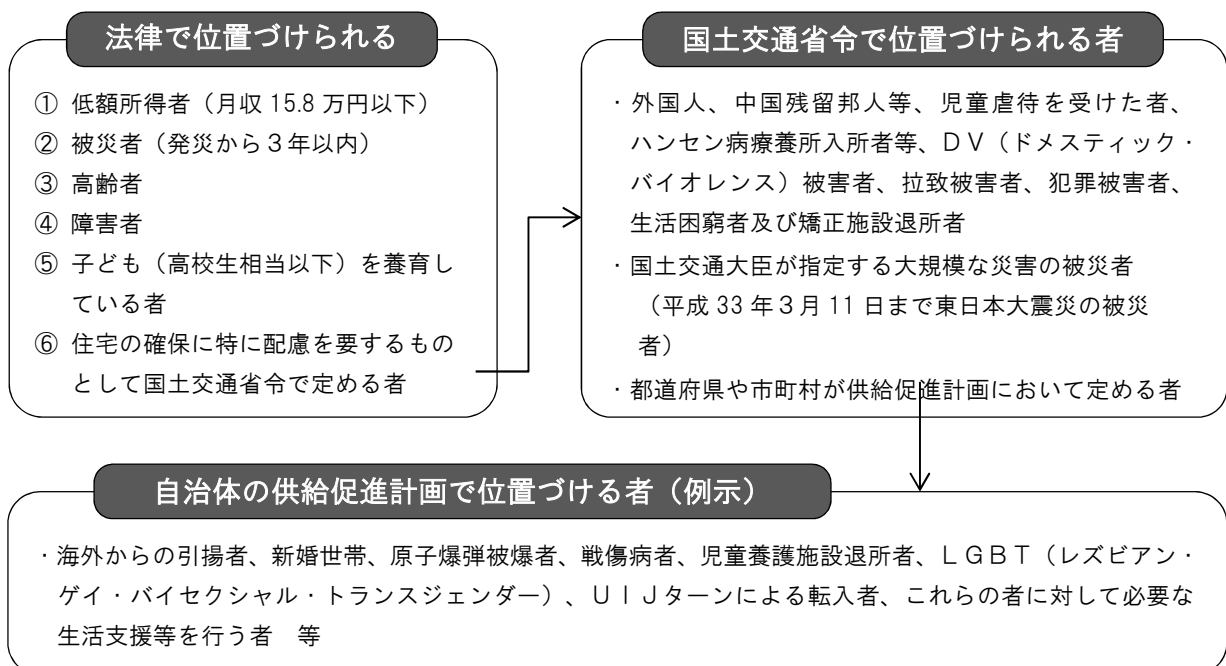 法律で位置づけられる
① 低額所得者（月収 15.8 万円以下）
② 被災者（発災から３年以内）
③ 高齢者
④ 障害者
⑤ 子ども（高校生相当以下）を養育し
ている者
⑥ 住宅の確保に特に配慮を要するもの
として国土交通省令で定める者
国土交通省令で位置づけられる者
・外国人、中国残留邦人等、児童虐待を受けた者、
ハンセン病療養所入所者等、ＤＶ（ドメスティック・
バイオレンス）被害者、拉致被害者、犯罪被害者、
生活困窮者及び矯正施設退所者
・国土交通大臣が指定する大規模な災害の被災者
（平成 33 年３月 11 日まで東日本大震災の被災
者）
・都道府県や市町村が供給促進計画において定める者
自治体の供給促進計画で位置づける者（例示）
・海外からの引揚者、新婚世帯、原子爆弾被爆者、戦傷病者、児童養護施設退所者、ＬＧＢＴ（レズビアン・
ゲイ・バイセクシャル・トランスジェンダー）、ＵＩＪターンによる転入者、これらの者に対して必要な
生活支援等を行う者　等